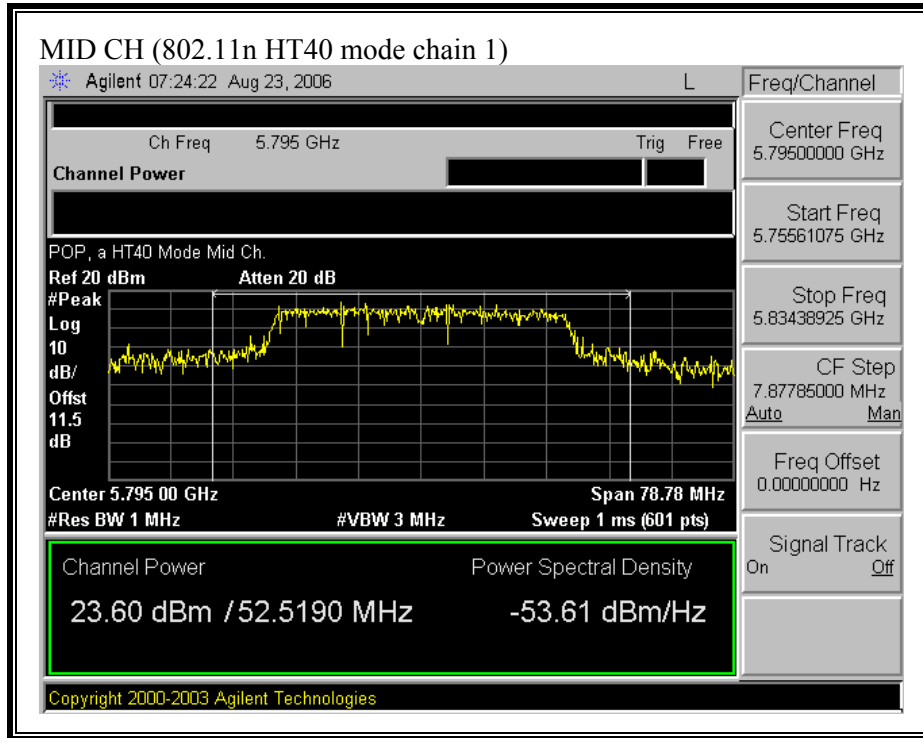 MID CH (802.11n HT40 mode chain 1)
Agilent 07:24:22 Aug 23, 2006 L
Freq/Channel
Ch Freq 5.795 GHz Trig Free
Channel Power
Center Freq
5.79500000 GHz
Start Freq
5.75561075 GHz
POP, a HT40 Mode Mid Ch.
Ref 20 dBm Atten 20 dB
#Peak
Log
10
dB/
Offst
11.5
dB
Stop Freq
5.83438925 GHz
CF Step
7.87785000 MHz
Auto Man
Freq Offset
0.00000000 Hz
Center 5.795 00 GHz Span 78.78 MHz
#Res BW 1 MHz #VBW 3 MHz Sweep 1 ms (601 pts)
Signal Track
On Off
Channel Power Power Spectral Density
23.60 dBm / 52.5190 MHz -53.61 dBm/Hz
Copyright 2000-2003 Agilent Technologies